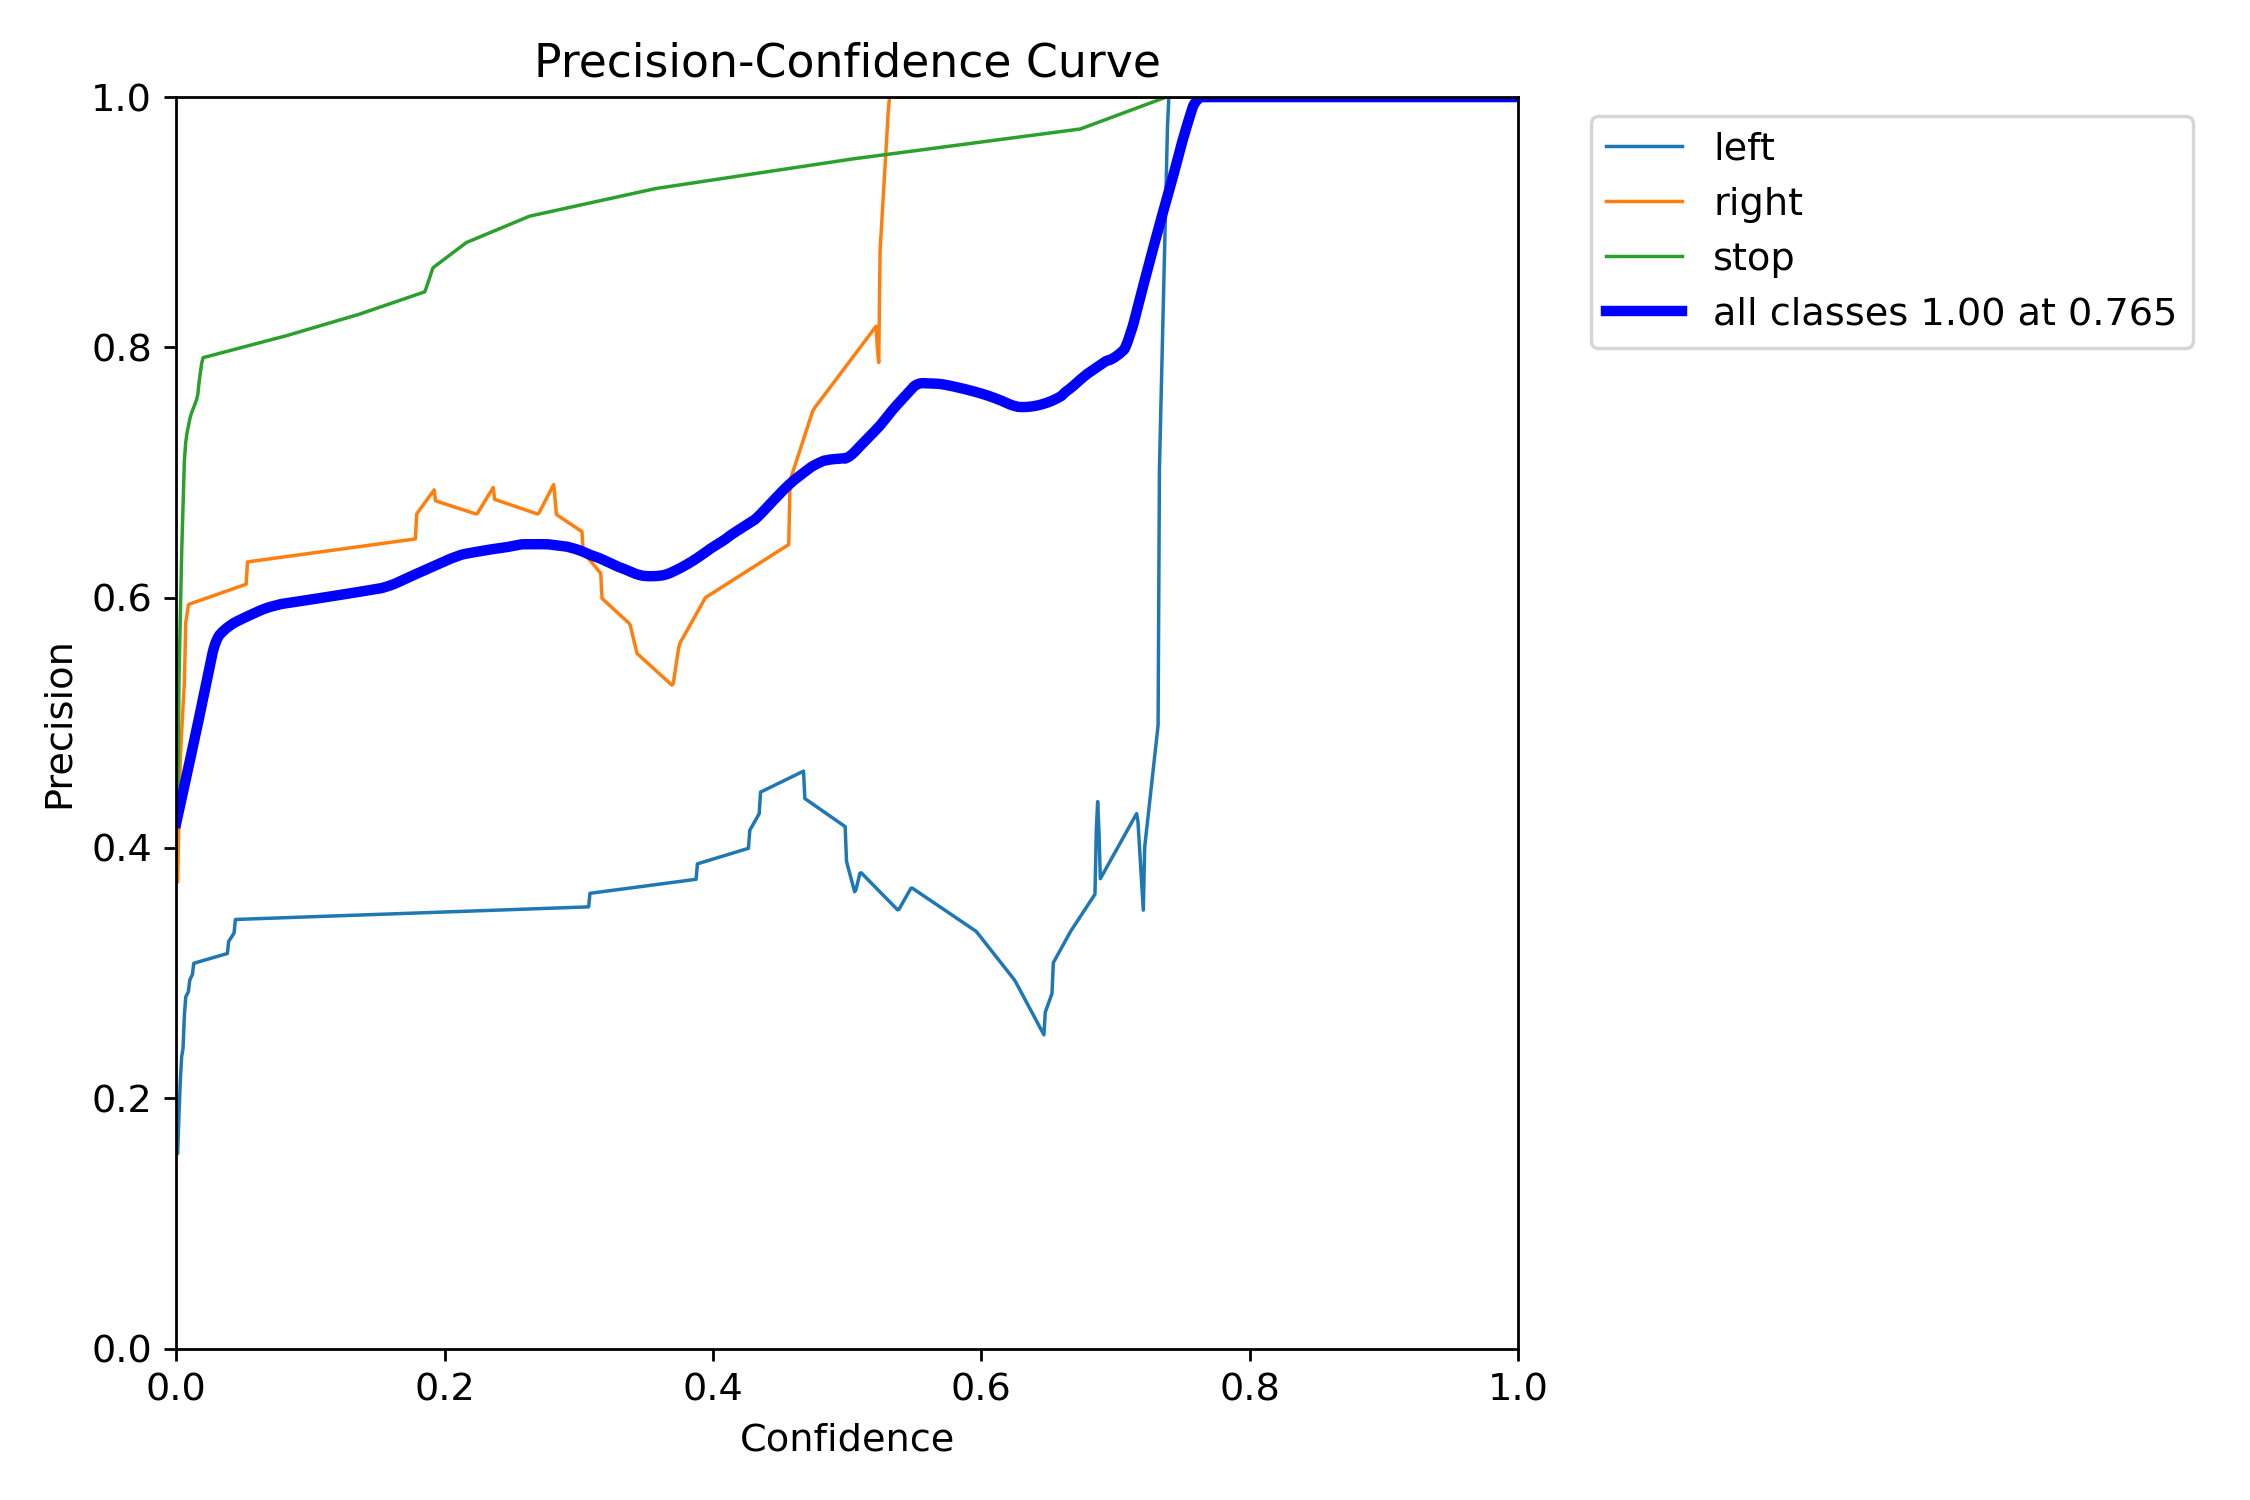 Precision-Confidence Curve
1.0
0.8
0.6
0.4
0.2
0.0
Precision
0.0 0.2 0.4 0.6 0.8 1.0
Confidence
left
right
stop
all classes 1.00 at 0.765